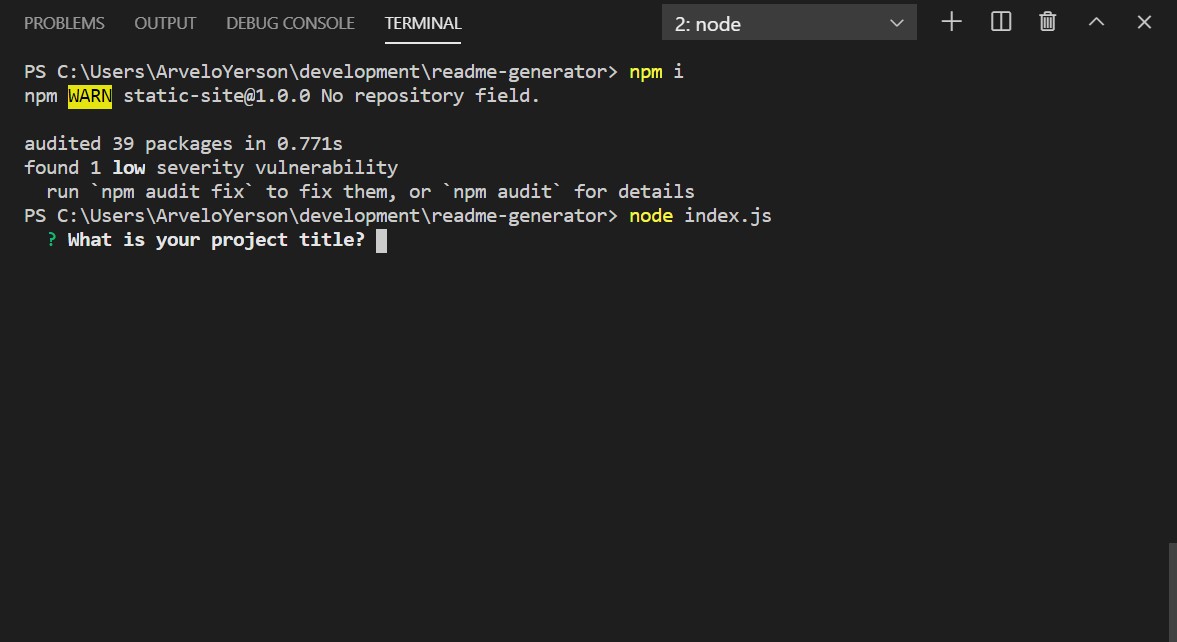 PROBLEMS OUTPUT DEBUG CONSOLE TERMINAL 2: node
PS C:\Users\ArveloYerson\development\readme-generator> npm i
npm WARN static-site@1.0.0 No repository field.
audited 39 packages in 0.771s
found 1 low severity vulnerability
run `npm audit fix` to fix them, or `npm audit` for details
PS C:\Users\ArveloYerson\development\readme-generator> node index.js
? What is your project title?